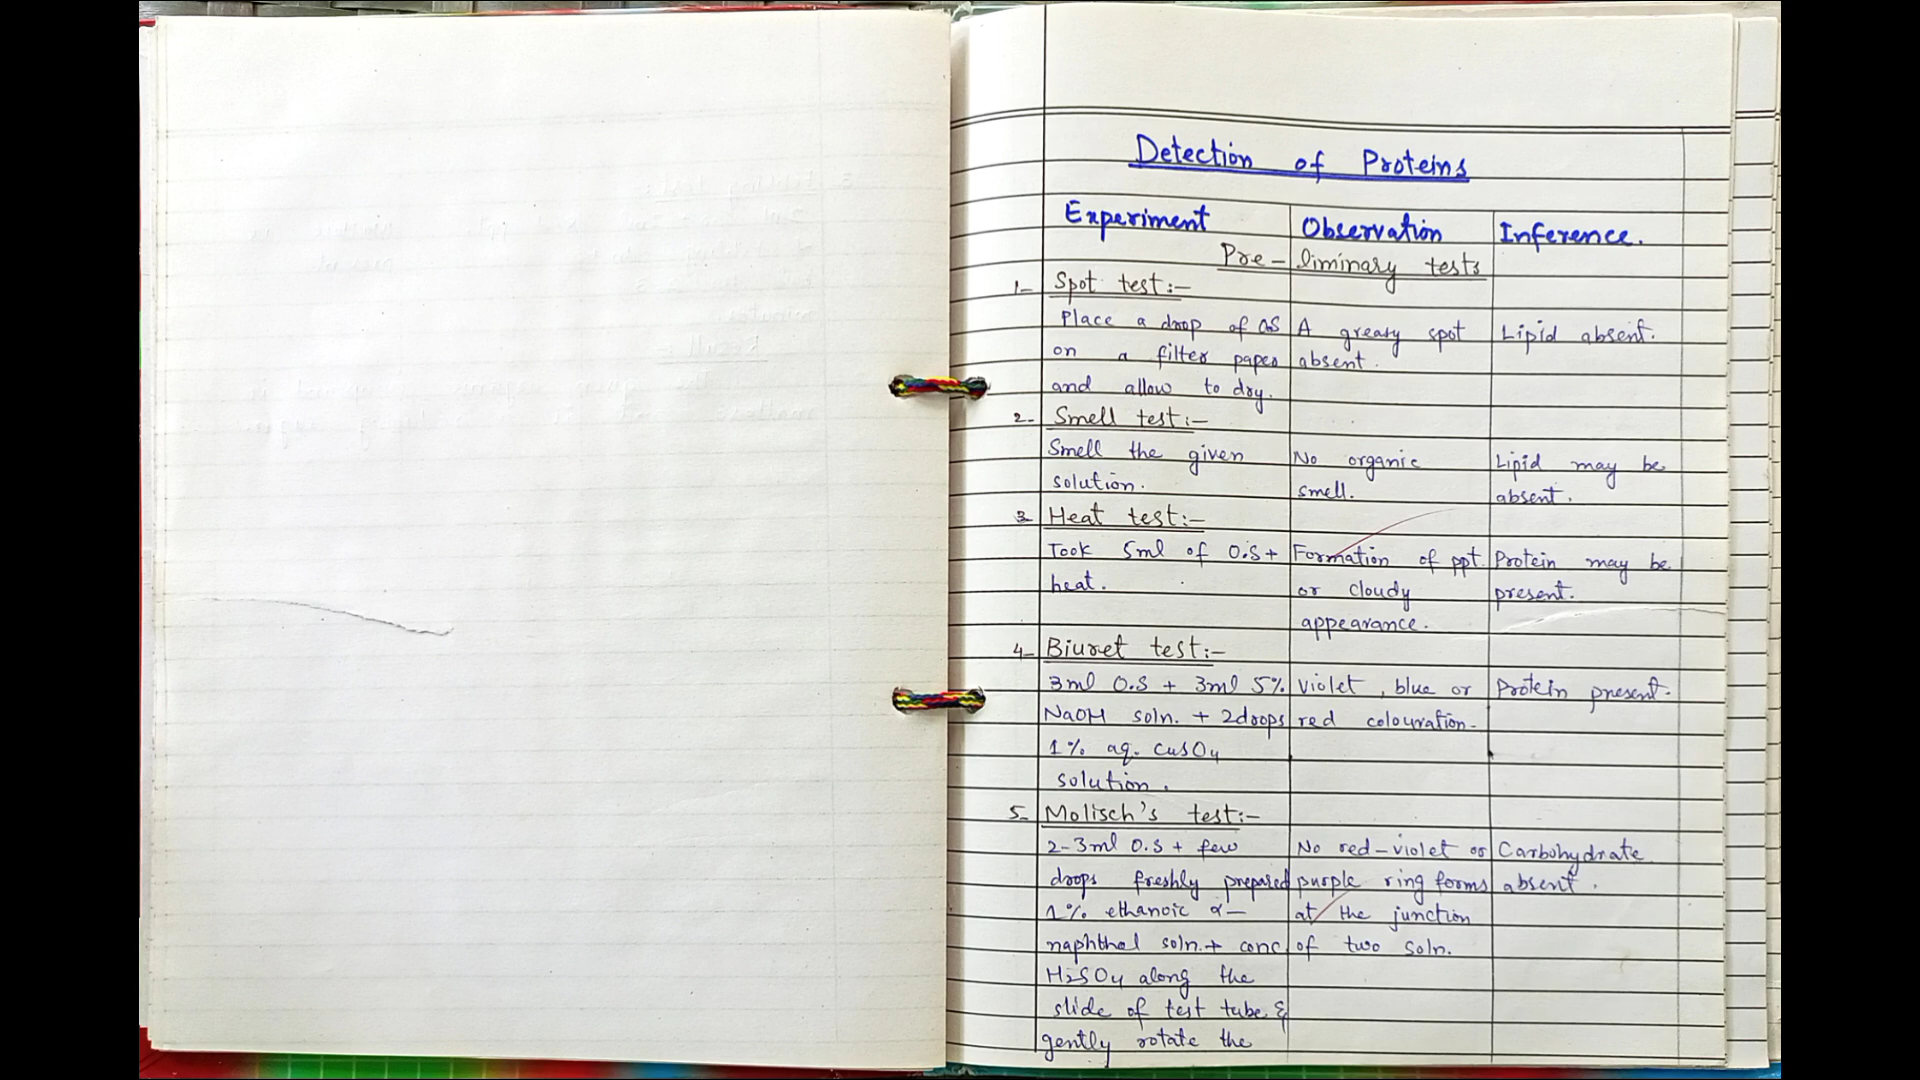 Detection of Proteins
Experiment Observation Inference.
Pre-liminary tests
1- Spot test:-
Place a drop of OS A greasy spot Lipid absent.
on a filter paper absent.
and allow to dry.
2- Smell test:-
Smell the given No organic Lipid may be
solution. smell. absent.
3- Heat test:-
Took 5ml of O.S + Formation of ppt. Protein may be
heat. or cloudy present.
appearance.
4- Biuret test:-
3ml O.S + 3ml 5% violet, blue or Protein present.
NaOH soln. + 2drops red colouration.
1% aq. CuSO4
solution.
5- Molisch's test:-
2-3ml O.S + few No red-violet or Carbohydrate
drops freshly prepared purple ring forms absent.
1% ethanoic α- at the junction
naphthol soln. + conc of two soln.
H2SO4 along the
slide of test tube &
gently rotate the